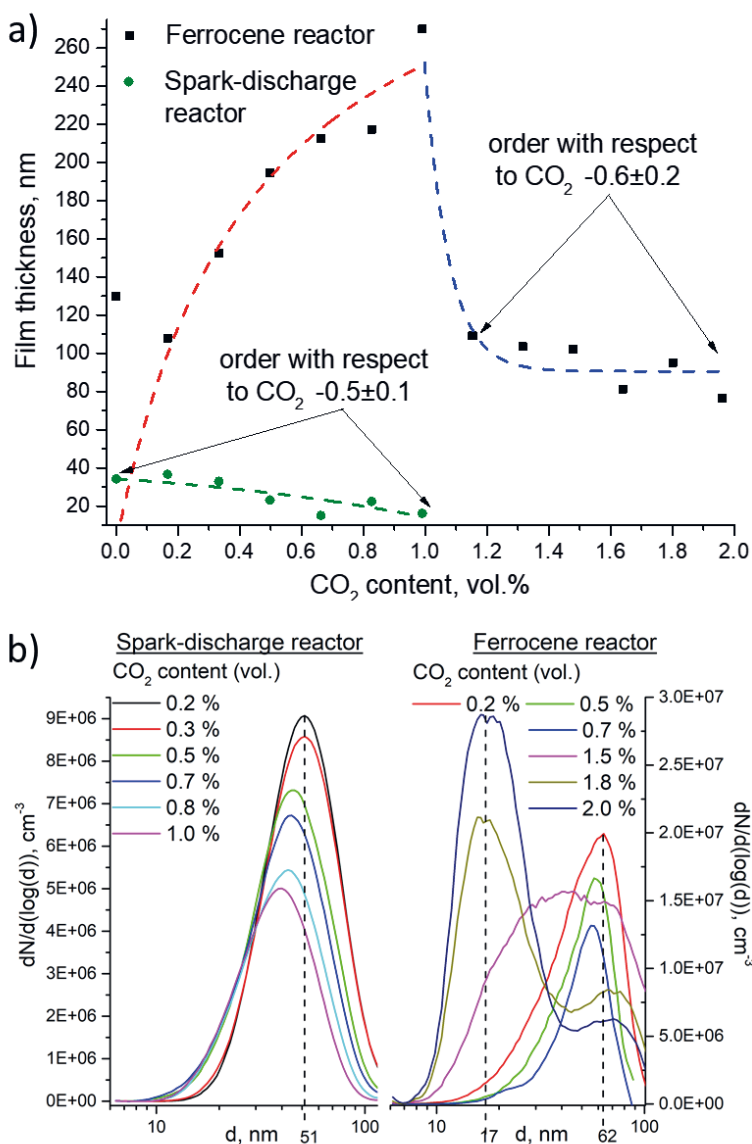 a)
Ferrocene reactor
Spark-discharge
reactor
order with respect
to CO₂ -0.6±0.2
order with respect
to CO₂ -0.5±0.1
Film thickness, nm
260
240
220
200
180
160
140
120
100
80
60
40
20
0.0 0.2 0.4 0.6 0.8 1.0 1.2 1.4 1.6 1.8 2.0
CO₂ content, vol.%
b)
Spark-discharge reactor
CO₂ content (vol.)
0.2 %
0.3 %
0.5 %
0.7 %
0.8 %
1.0 %
dN/d(log(d)), cm⁻³
9E+06
8E+06
7E+06
6E+06
5E+06
4E+06
3E+06
2E+06
1E+06
0E+00
10 100
d, nm 51
Ferrocene reactor
CO₂ content (vol.)
0.2 % 0.5 %
0.7 %
1.5 %
1.8 %
2.0 %
3.0E+07
2.5E+07
2.0E+07
1.5E+07
1.0E+07
5.0E+06
0.0E+00
dN/d(log(d)), cm⁻³
10 100
17 d, nm 62